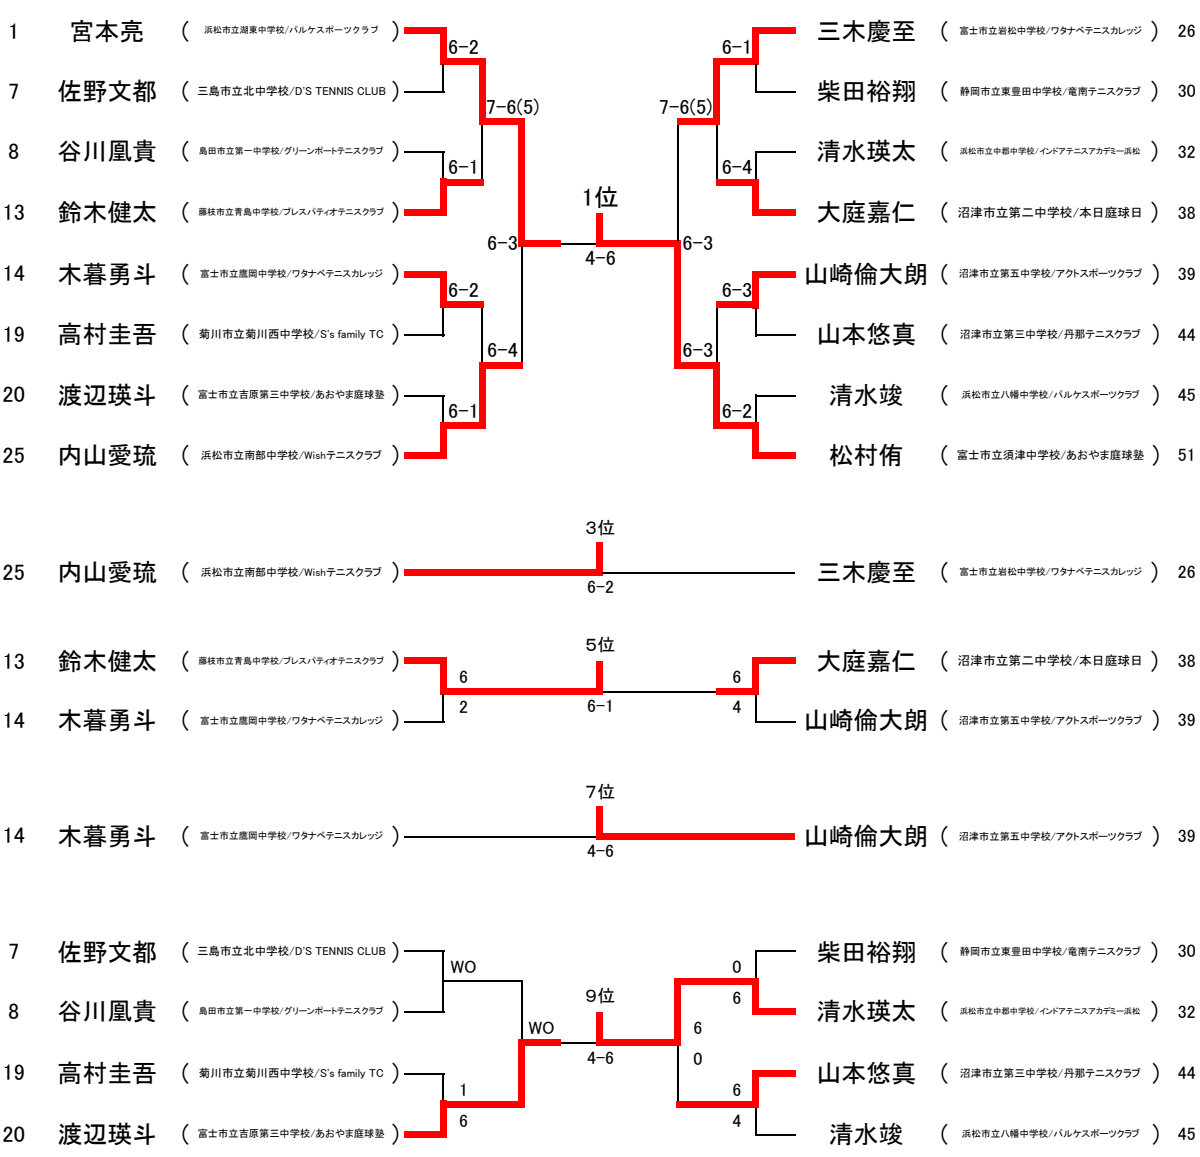 1 宮本亮 ( 浜松市立湖東中学校/パルケスポーツクラブ ) 三木慶至 ( 富士市立岩松中学校/ワタナベテニスカレッジ ) 26
6-2 6-1
7 佐野文都 ( 三島市立北中学校/D'S TENNIS CLUB ) 柴田裕翔 ( 静岡市立東豊田中学校/竜南テニスクラブ ) 30
7-6(5) 7-6(5)
8 谷川凰貴 ( 島田市立第一中学校/グリーンポートテニスクラブ ) 清水瑛太 ( 浜松市立中郡中学校/インドアテニスアカデミー浜松 ) 32
6-1 6-4
1位
13 鈴木健太 ( 藤枝市立青島中学校/プレスパティオテニスクラブ ) 大庭嘉仁 ( 沼津市立第二中学校/本日庭球日 ) 38
6-3 4-6 6-3
14 木暮勇斗 ( 富士市立鷹岡中学校/ワタナベテニスカレッジ ) 山崎倫大朗 ( 沼津市立第五中学校/アクトスポーツクラブ ) 39
6-2 6-3
19 高村圭吾 ( 菊川市立菊川西中学校/S's family TC ) 山本悠真 ( 沼津市立第三中学校/丹那テニスクラブ ) 44
6-4 6-3
20 渡辺瑛斗 ( 富士市立吉原第三中学校/あおやま庭球塾 ) 清水竣 ( 浜松市立八幡中学校/パルケスポーツクラブ ) 45
6-1 6-2
25 内山愛琉 ( 浜松市立南部中学校/Wishテニスクラブ ) 松村侑 ( 富士市立須津中学校/あおやま庭球塾 ) 51
3位
25 内山愛琉 ( 浜松市立南部中学校/Wishテニスクラブ ) 三木慶至 ( 富士市立岩松中学校/ワタナベテニスカレッジ ) 26
6-2
5位
13 鈴木健太 ( 藤枝市立青島中学校/プレスパティオテニスクラブ ) 大庭嘉仁 ( 沼津市立第二中学校/本日庭球日 ) 38
6 6
2 6-1 4
14 木暮勇斗 ( 富士市立鷹岡中学校/ワタナベテニスカレッジ ) 山崎倫大朗 ( 沼津市立第五中学校/アクトスポーツクラブ ) 39
7位
14 木暮勇斗 ( 富士市立鷹岡中学校/ワタナベテニスカレッジ ) 山崎倫大朗 ( 沼津市立第五中学校/アクトスポーツクラブ ) 39
4-6
7 佐野文都 ( 三島市立北中学校/D'S TENNIS CLUB ) 柴田裕翔 ( 静岡市立東豊田中学校/竜南テニスクラブ ) 30
WO 0
9位 6
8 谷川凰貴 ( 島田市立第一中学校/グリーンポートテニスクラブ ) 清水瑛太 ( 浜松市立中郡中学校/インドアテニスアカデミー浜松 ) 32
WO 6
4-6 0
19 高村圭吾 ( 菊川市立菊川西中学校/S's family TC ) 山本悠真 ( 沼津市立第三中学校/丹那テニスクラブ ) 44
1 6
6 4
20 渡辺瑛斗 ( 富士市立吉原第三中学校/あおやま庭球塾 ) 清水竣 ( 浜松市立八幡中学校/パルケスポーツクラブ ) 45